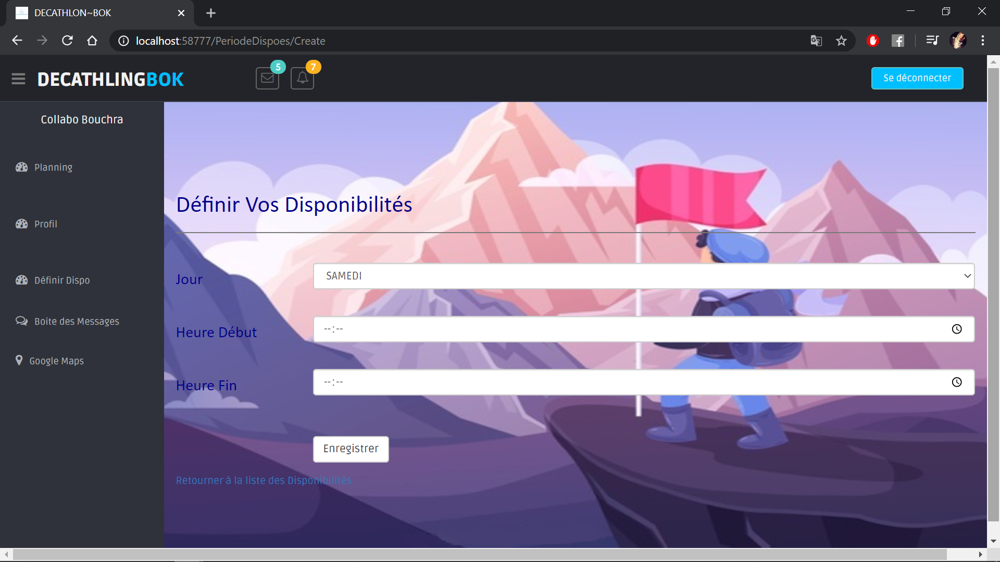 DECATHLON~BOK
localhost:58777/PeriodeDispoes/Create
DECATHLINGBOK
5
7
Se déconnecter
Collabo Bouchra
Planning
Profil
Définir Dispo
Boite des Messages
Google Maps
Définir Vos Disponibilités
Jour
SAMEDI
Heure Début
--:--
Heure Fin
--:--
Enregistrer
Retourner à la liste des Disponibilités